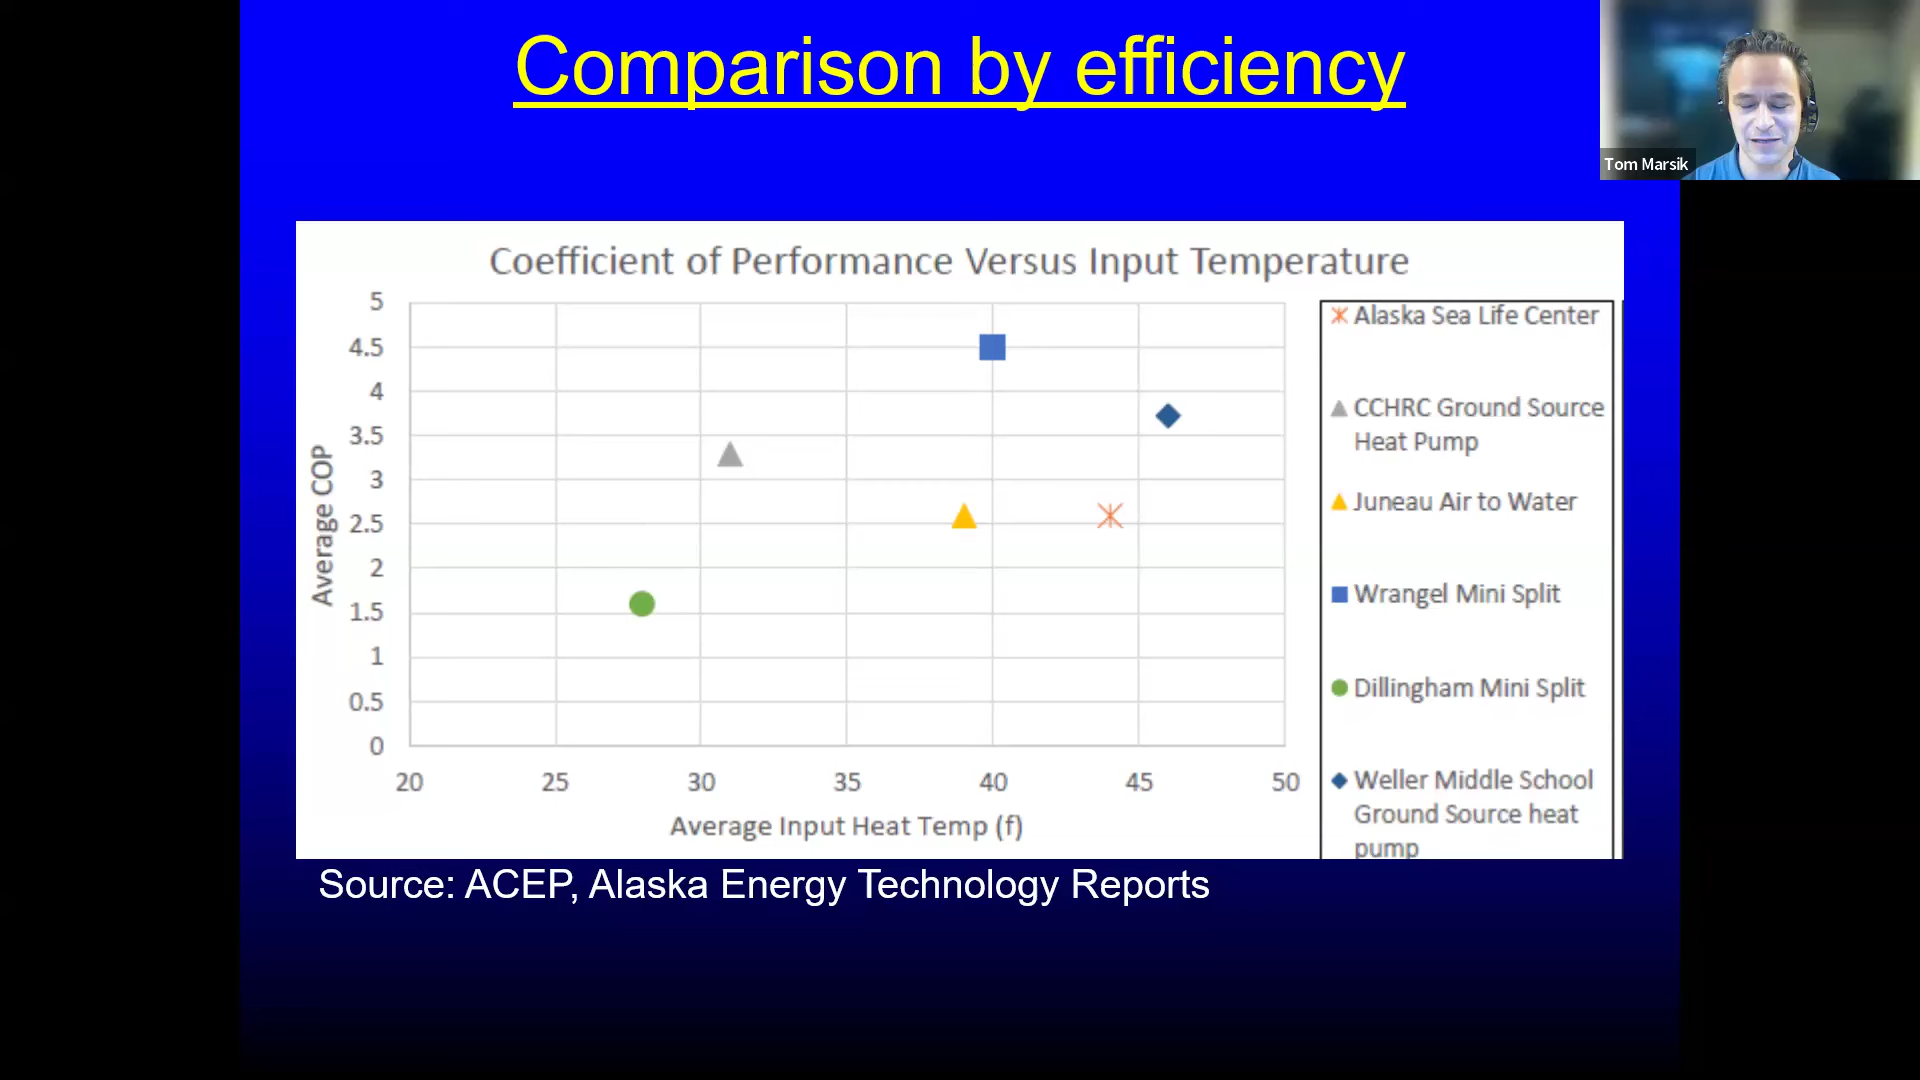 Comparison by efficiency
Tom Marsik
Coefficient of Performance Versus Input Temperature
5
4.5
4
3.5
3
2.5
2
1.5
1
0.5
0
Average COP
20 25 30 35 40 45 50
Average Input Heat Temp (f)
Alaska Sea Life Center
CCHRC Ground Source
Heat Pump
Juneau Air to Water
Wrangel Mini Split
Dillingham Mini Split
Weller Middle School
Ground Source heat
pump
Source: ACEP, Alaska Energy Technology Reports